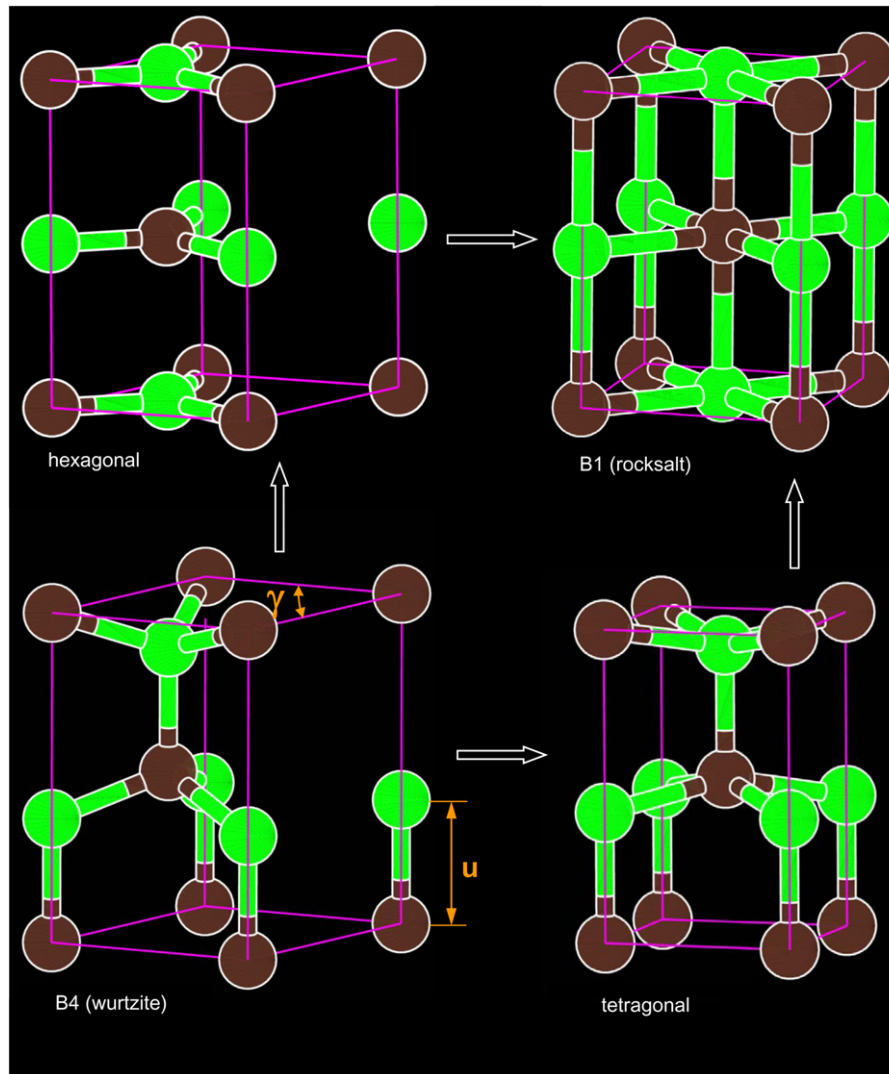 hexagonal
B1 (rocksalt)
γ
u
B4 (wurtzite)
tetragonal